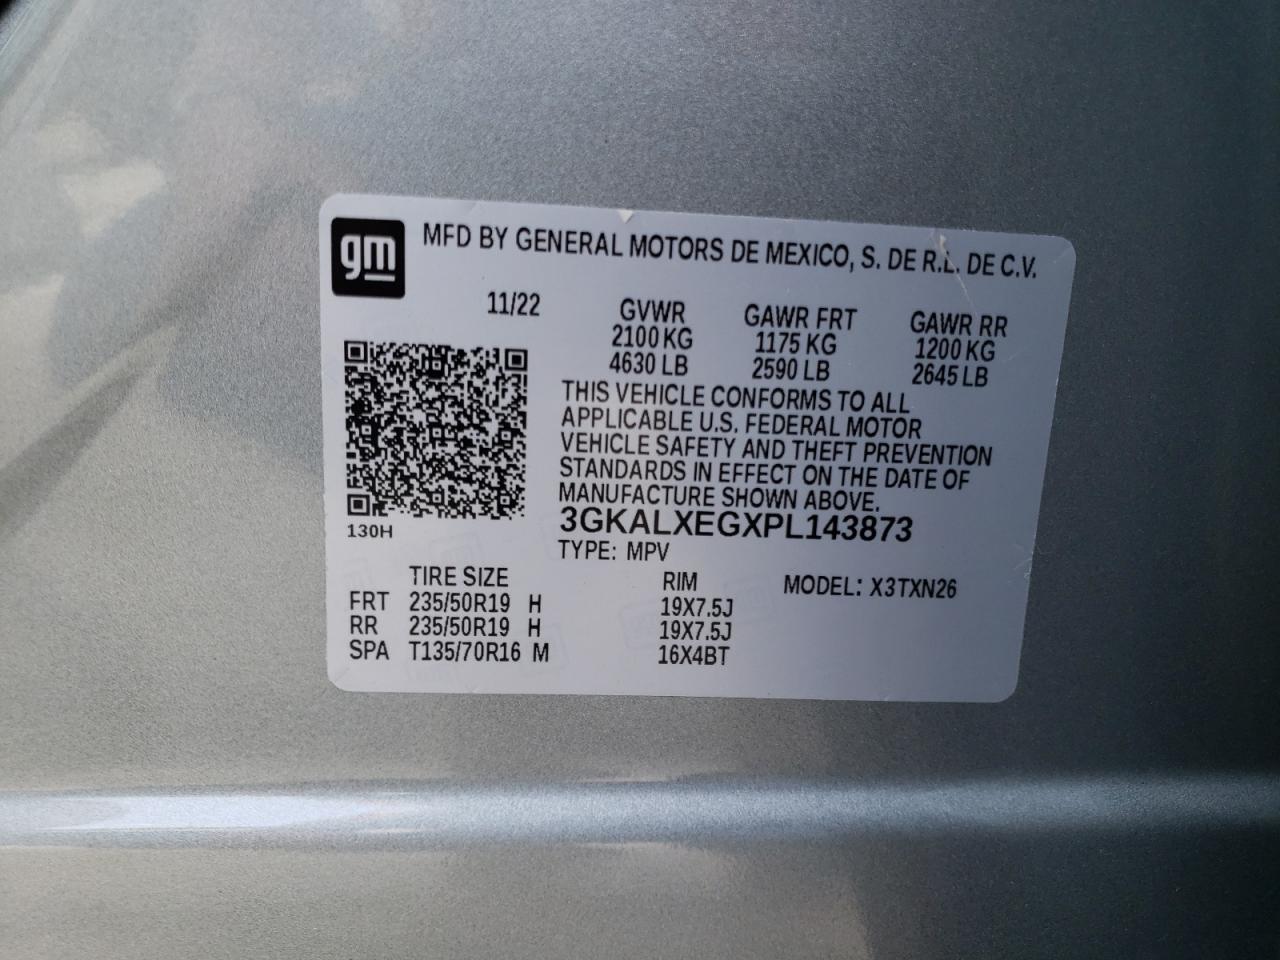 gm
MFD BY GENERAL MOTORS DE MEXICO, S. DE R.L. DE C.V.
11/22
GVWR GAWR FRT GAWR RR
2100 KG 1175 KG 1200 KG
4630 LB 2590 LB 2645 LB
THIS VEHICLE CONFORMS TO ALL
APPLICABLE U.S. FEDERAL MOTOR
VEHICLE SAFETY AND THEFT PREVENTION
STANDARDS IN EFFECT ON THE DATE OF
MANUFACTURE SHOWN ABOVE.
3GKALXEGXPL143873
130H
TYPE: MPV
TIRE SIZE RIM MODEL: X3TXN26
FRT 235/50R19 H 19X7.5J
RR 235/50R19 H 19X7.5J
SPA T135/70R16 M 16X4BT